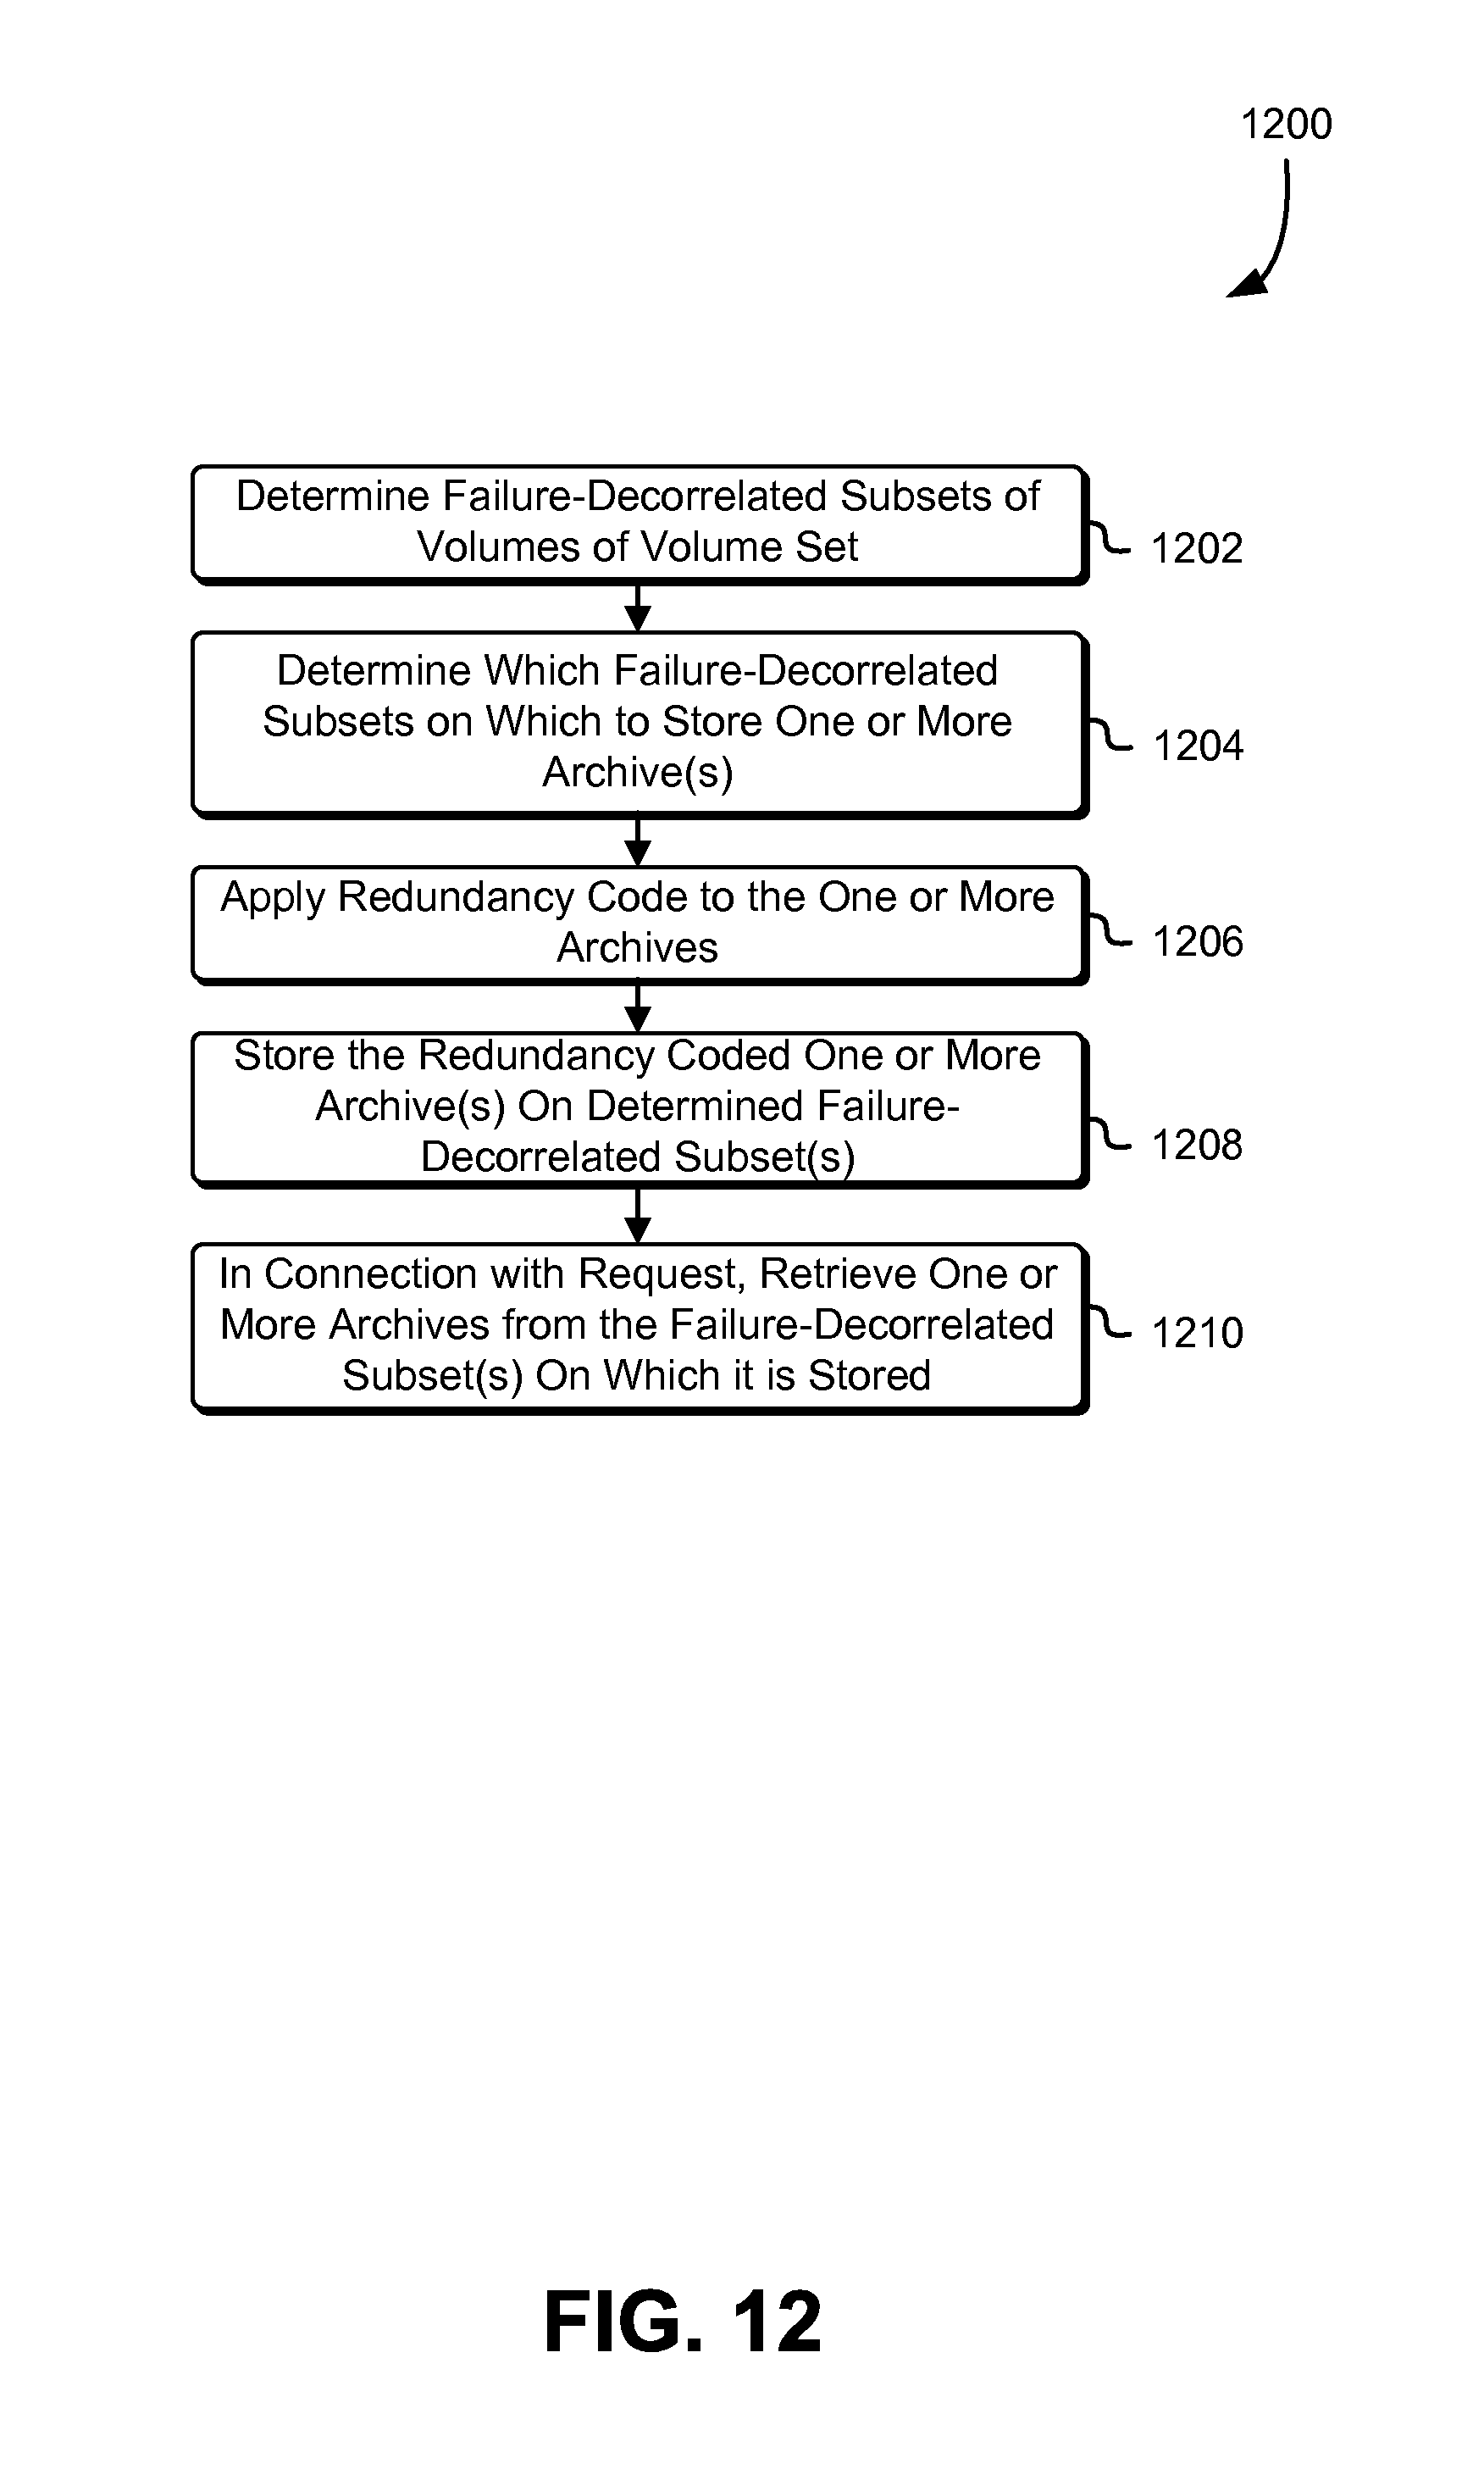 1200
Determine Failure-Decorrelated Subsets of
Volumes of Volume Set
1202
Determine Which Failure-Decorrelated
Subsets on Which to Store One or More
Archive(s)
1204
Apply Redundancy Code to the One or More
Archives
1206
Store the Redundancy Coded One or More
Archive(s) On Determined Failure-
Decorrelated Subset(s)
1208
In Connection with Request, Retrieve One or
More Archives from the Failure-Decorrelated
Subset(s) On Which it is Stored
1210
FIG. 12